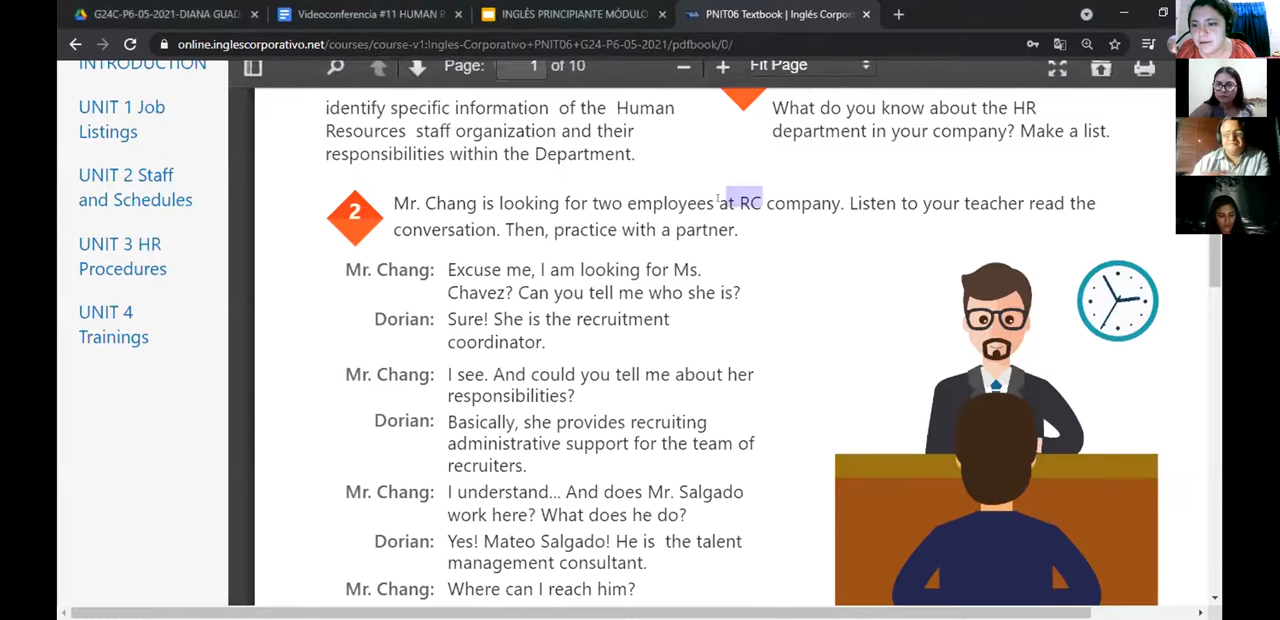 G24C-P6-05-2021-DIANA GUAD
Videoconferencia #11 HUMAN R
INGLÉS PRINCIPIANTE MÓDULO
PNIT06 Textbook | Inglés Corpor
online.inglescorporativo.net/courses/course-v1:Ingles-Corporativo+PNIT06+G24-P6-05-2021/pdfbook/0/
Page: 1 of 10
Fit Page
INTRODUCTION
UNIT 1 Job
Listings
UNIT 2 Staff
and Schedules
UNIT 3 HR
Procedures
UNIT 4
Trainings
identify specific information of the Human
Resources staff organization and their
responsibilities within the Department.
What do you know about the HR
department in your company? Make a list.
2
Mr. Chang is looking for two employees at RC company. Listen to your teacher read the
conversation. Then, practice with a partner.
Mr. Chang: Excuse me, I am looking for Ms.
Chavez? Can you tell me who she is?
Dorian: Sure! She is the recruitment
coordinator.
Mr. Chang: I see. And could you tell me about her
responsibilities?
Dorian: Basically, she provides recruiting
administrative support for the team of
recruiters.
Mr. Chang: I understand... And does Mr. Salgado
work here? What does he do?
Dorian: Yes! Mateo Salgado! He is the talent
management consultant.
Mr. Chang: Where can I reach him?